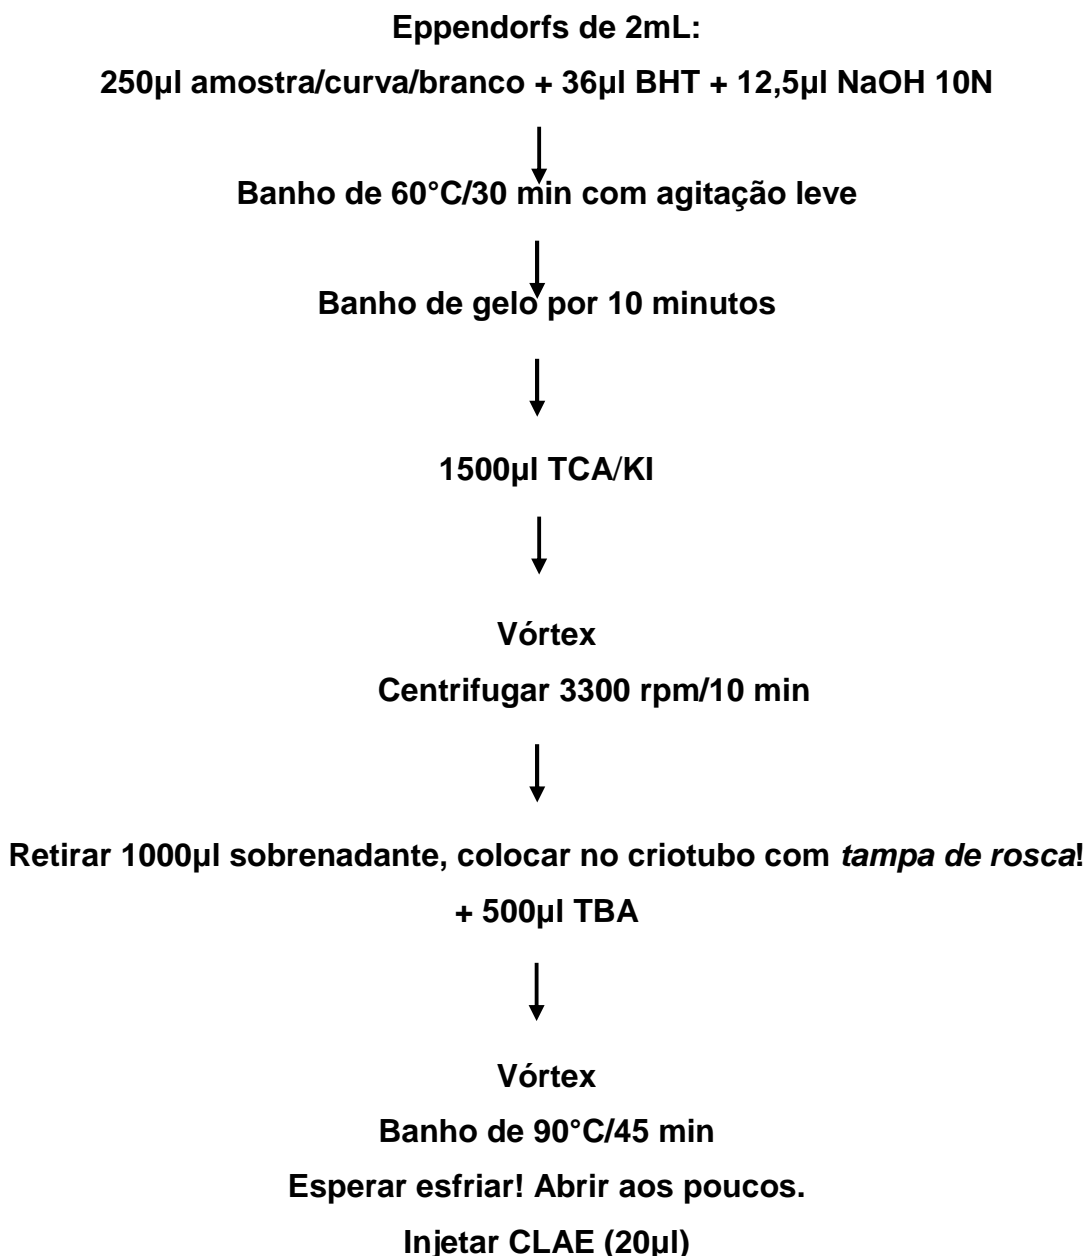 Eppendorfs de 2mL:
250µl amostra/curva/branco + 36µl BHT + 12,5µl NaOH 10N
Banho de 60°C/30 min com agitação leve
Banho de gelo por 10 minutos
1500µl TCA/KI
Vórtex
Centrifugar 3300 rpm/10 min
Retirar 1000µl sobrenadante, colocar no criotubo com tampa de rosca!
+ 500µl TBA
Vórtex
Banho de 90°C/45 min
Esperar esfriar! Abrir aos poucos.
Injetar CLAE (20µl)